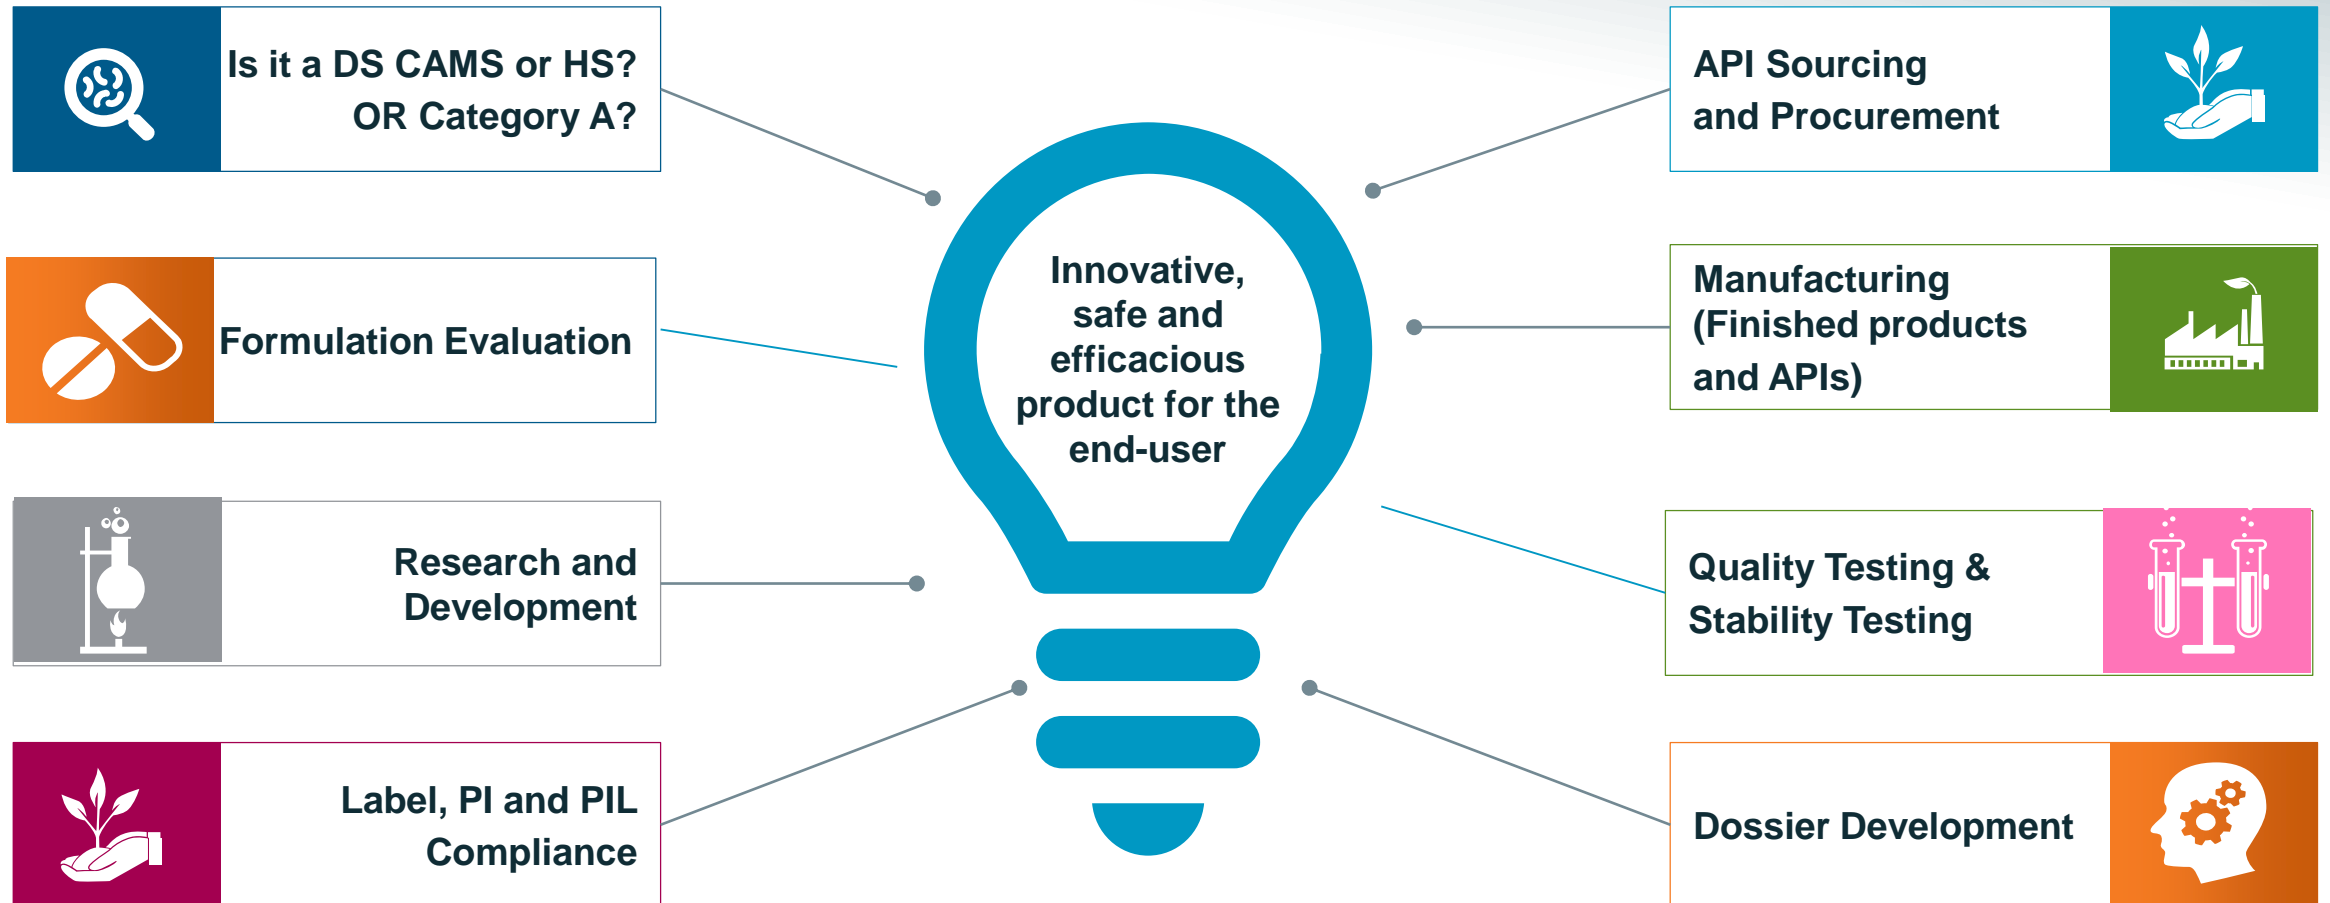 Is it a DS CAMS or HS?
OR Category A?
Formulation Evaluation
Research and
Development
Label, PI and PIL
Compliance
Innovative,
safe and
efficacious
product for the
end-user
API Sourcing
and Procurement
Manufacturing
(Finished products
and APIs)
Quality Testing &
Stability Testing
Dossier Development